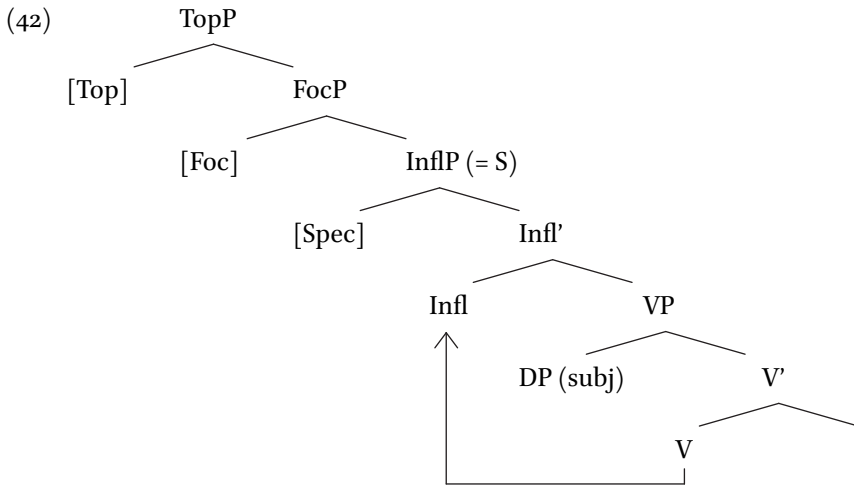 (42) TopP
[Top] FocP
[Foc] InflP (= S)
[Spec] Infl’
Infl VP
DP (subj) V’
V